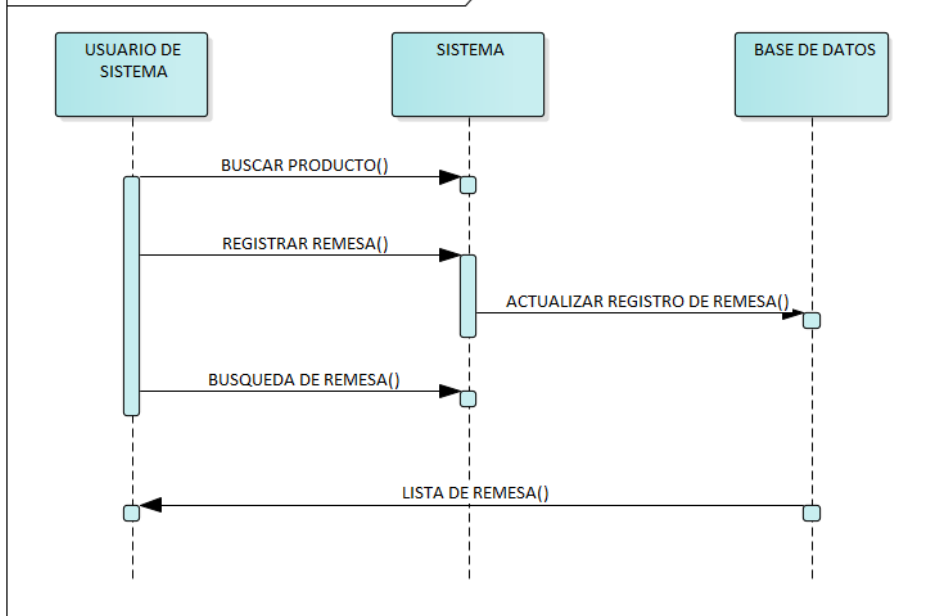 USUARIO DE
SISTEMA
SISTEMA
BASE DE DATOS
BUSCAR PRODUCTO()
REGISTRAR REMESA()
ACTUALIZAR REGISTRO DE REMESA()
BUSQUEDA DE REMESA()
LISTA DE REMESA()